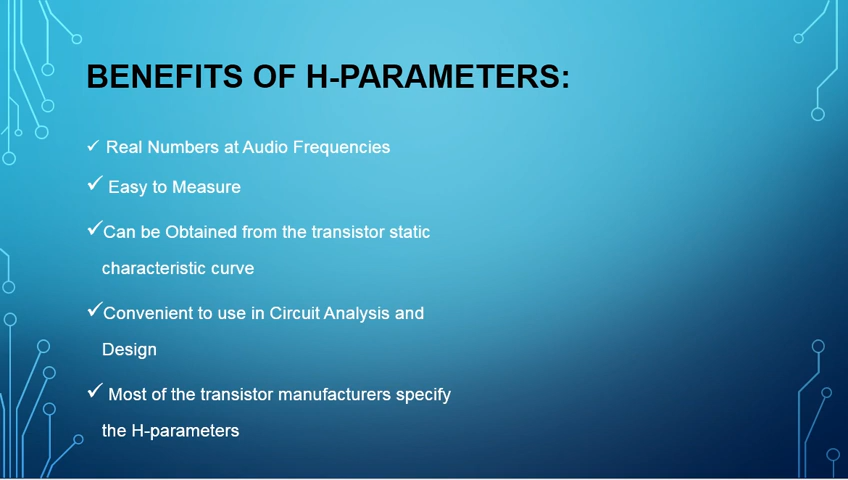 BENEFITS OF H-PARAMETERS:
✓ Real Numbers at Audio Frequencies
✓ Easy to Measure
✓Can be Obtained from the transistor static
characteristic curve
✓Convenient to use in Circuit Analysis and
Design
✓ Most of the transistor manufacturers specify
the H-parameters